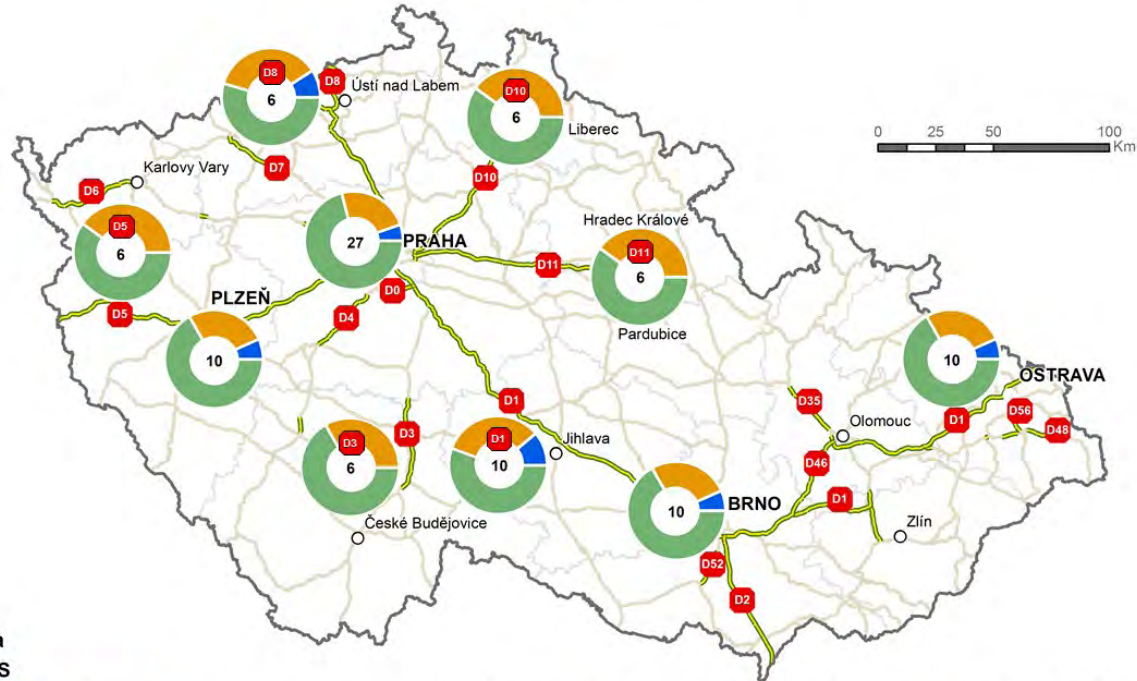 D8
6
D8
Ústí nad Labem
D10
6
Liberec
0 25 50 100
Km
Karlovy Vary
D7
D10
D6
D5
6
27
PRAHA
Hradec Králové
D11
6
D11
Pardubice
PLZEŇ
D0
D5
D4
10
10
OSTRAVA
D1
D35
Olomouc
D1
D56
D48
D3
6
D3
D1
10
Jihlava
D46
10
BRNO
D1
Zlín
České Budějovice
D52
D2
a
S